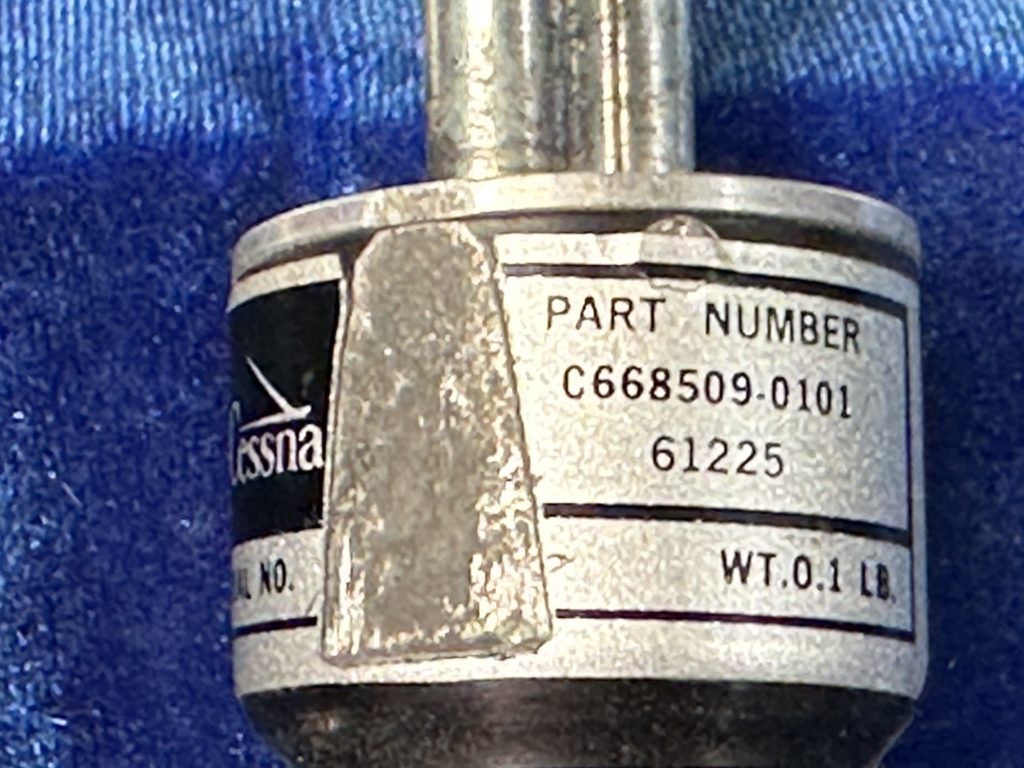 Cessna
PART NUMBER
C668509-0101
61225
NO.
WT.0.1 LB.